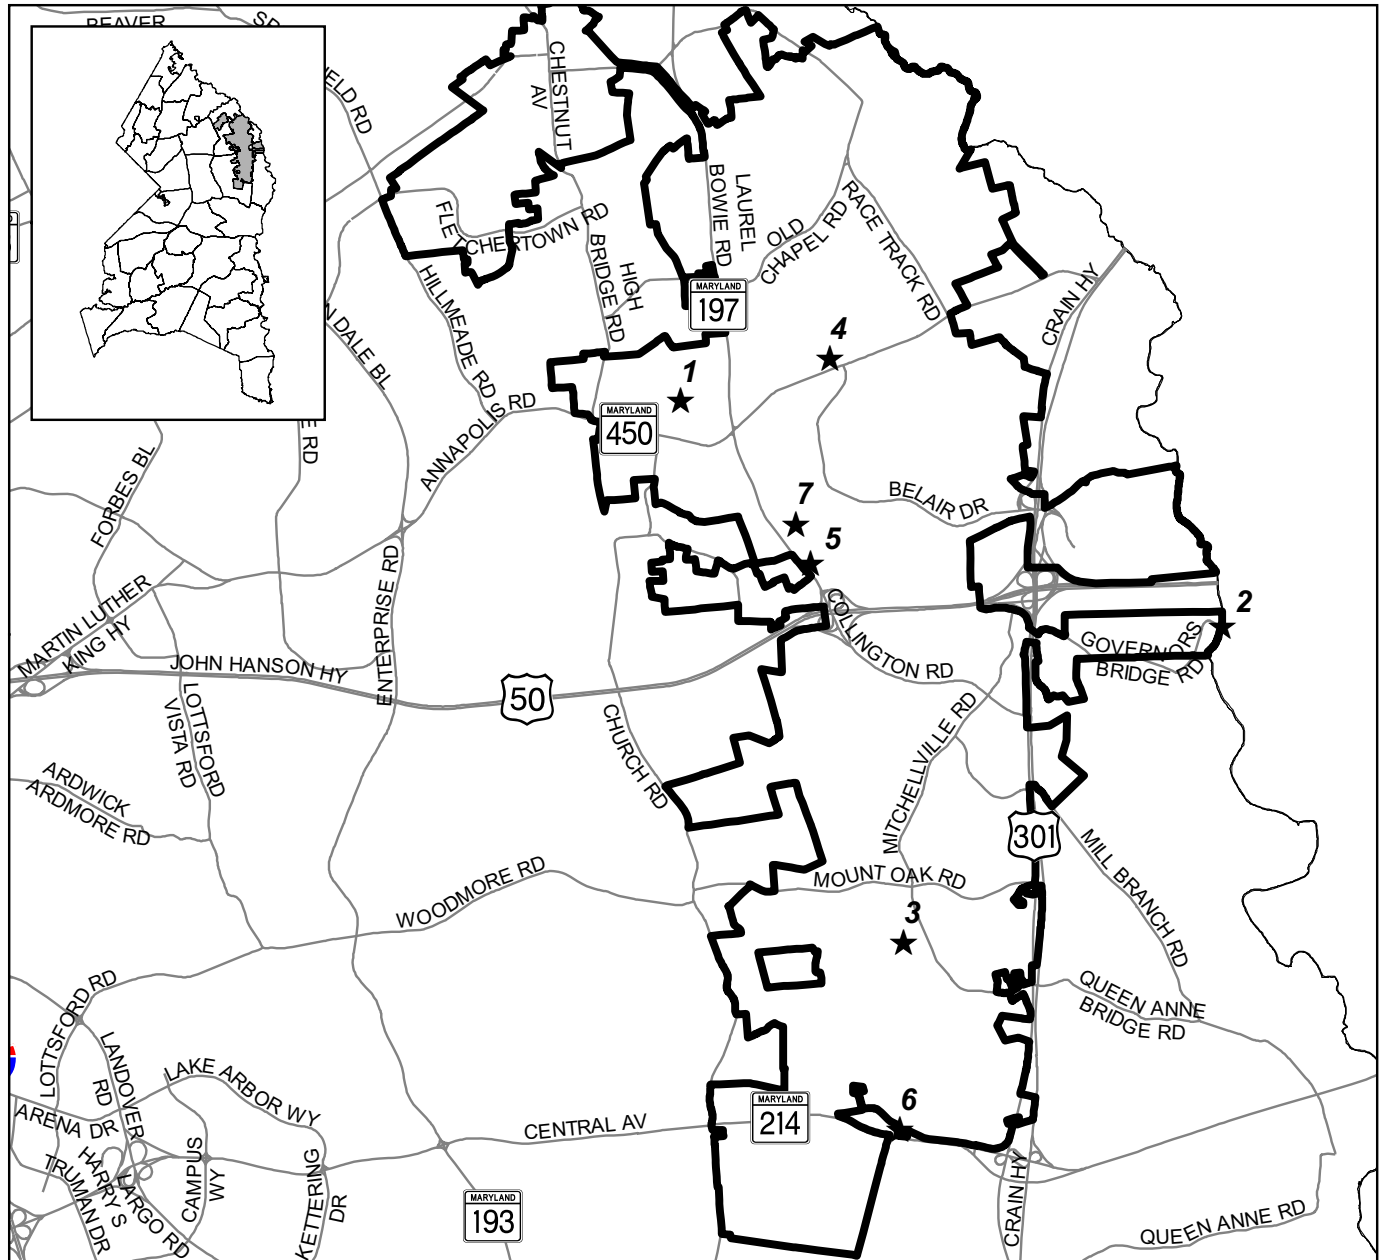 BEAVER
CHESTNUT
AV
IELD RD
LAUREL
BOWIE RD
FLETCHERTOWN RD
OLD
CHAPEL RD
RACE TRACK RD
HIGH
BRIDGE RD
HILLMEADE RD
CRAIN HY
MARYLAND
197
4
N DALE BL
1
ANNAPOLIS RD
MARYLAND
450
E RD
FORBES BL
7
BELAIR DR
5
ENTERPRISE RD
MARTIN LUTHER
KING HY
2
COLLINGTON RD
GOVERNORS
BRIDGE RD
JOHN HANSON HY
50
LOTTSFORD
VISTA RD
CHURCH RD
MITCHELLVILLE RD
ARDWICK
ARDMORE RD
301
MILL BRANCH RD
MOUNT OAK RD
WOODMORE RD
3
QUEEN ANNE
BRIDGE RD
LOTTSFORD RD
LANDOVER
RD
LAKE ARBOR WY
ARENA DR
MARYLAND
214
6
CENTRAL AV
HARRY S
TRUMAN DR
LARGO RD
CAMPUS
WY
KETTERING
DR
MARYLAND
193
CRAIN HY
QUEEN ANNE RD